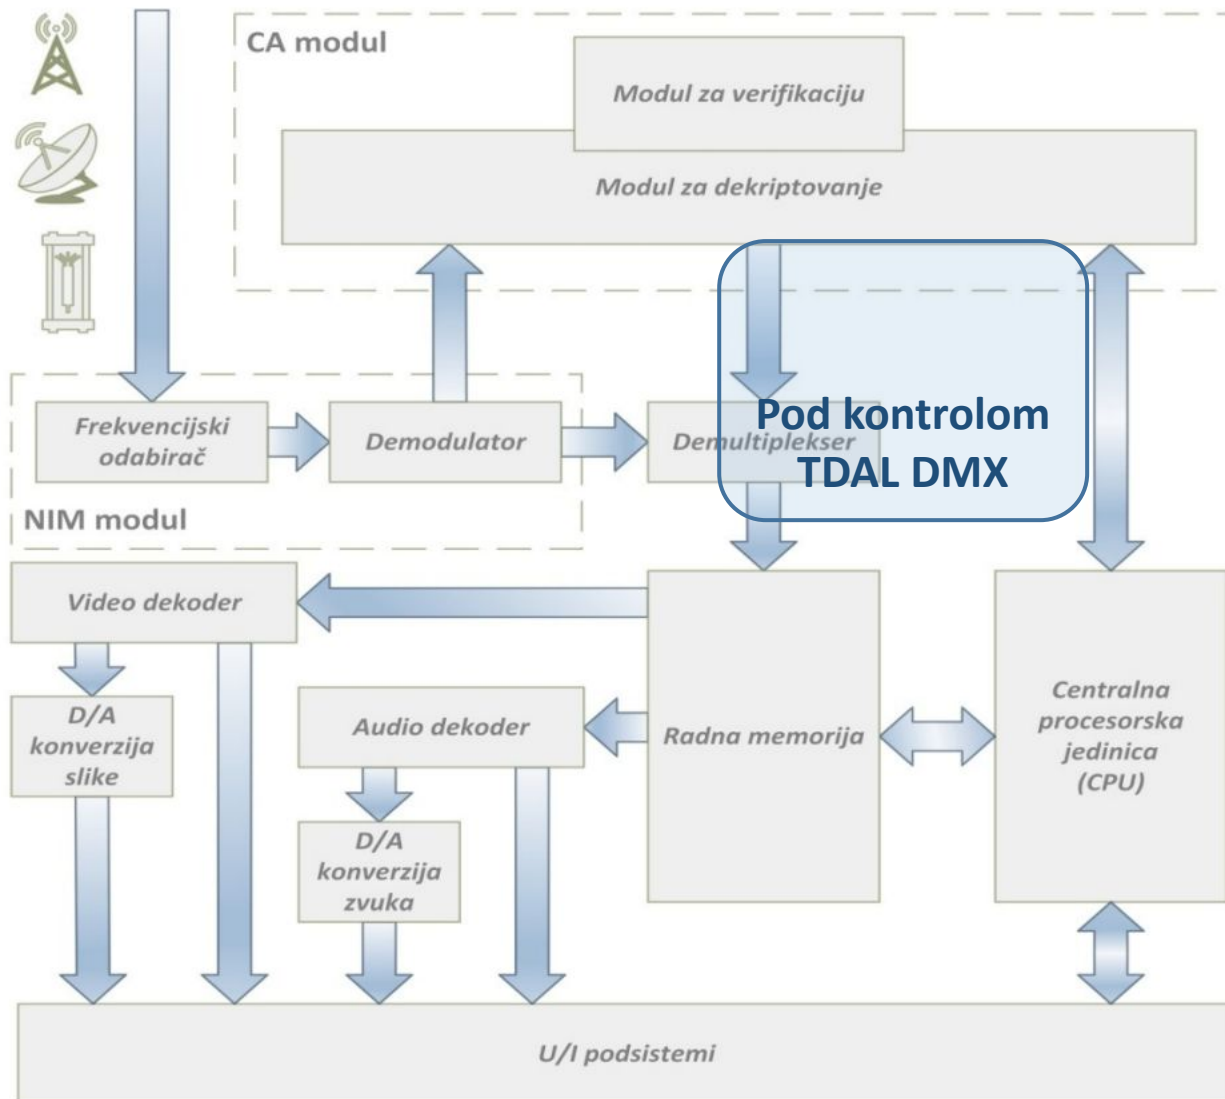 CA modul
Modul za verifikaciju
Modul za dekriptovanje
Frekvencijski
odabirač
Demodulator
Demultiplekser
Pod kontrolom
TDAL DMX
NIM modul
Video dekoder
D/A
konverzija
slike
Audio dekoder
D/A
konverzija
zvuka
Radna memorija
Centralna
procesorska
jedinica
(CPU)
U/I podsistemi